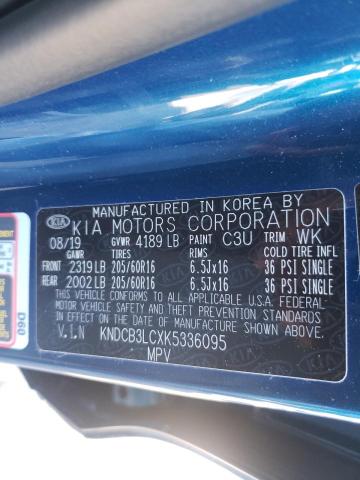 MANUFACTURED IN KOREA BY
KIA KIA MOTORS CORPORATION
08/19 GVWR 4189 LB PAINT C3U TRIM WK
GAWR TIRES RIMS COLD TIRE INFL
FRONT 2319 LB 205/60R16 6.5Jx16 36 PSI SINGLE
REAR 2002 LB 205/60R16 6.5Jx16 36 PSI SINGLE
THIS VEHICLE CONFORMS TO ALL APPLICABLE U.S.A. FEDERAL
MOTOR VEHICLE SAFETY AND THEFT PREVENTION STANDARDS
IN EFFECT ON THE DATE OF MANUFACTURE SHOWN ABOVE.
V.I.N KNDCB3LCXK5336095
MPV
D60